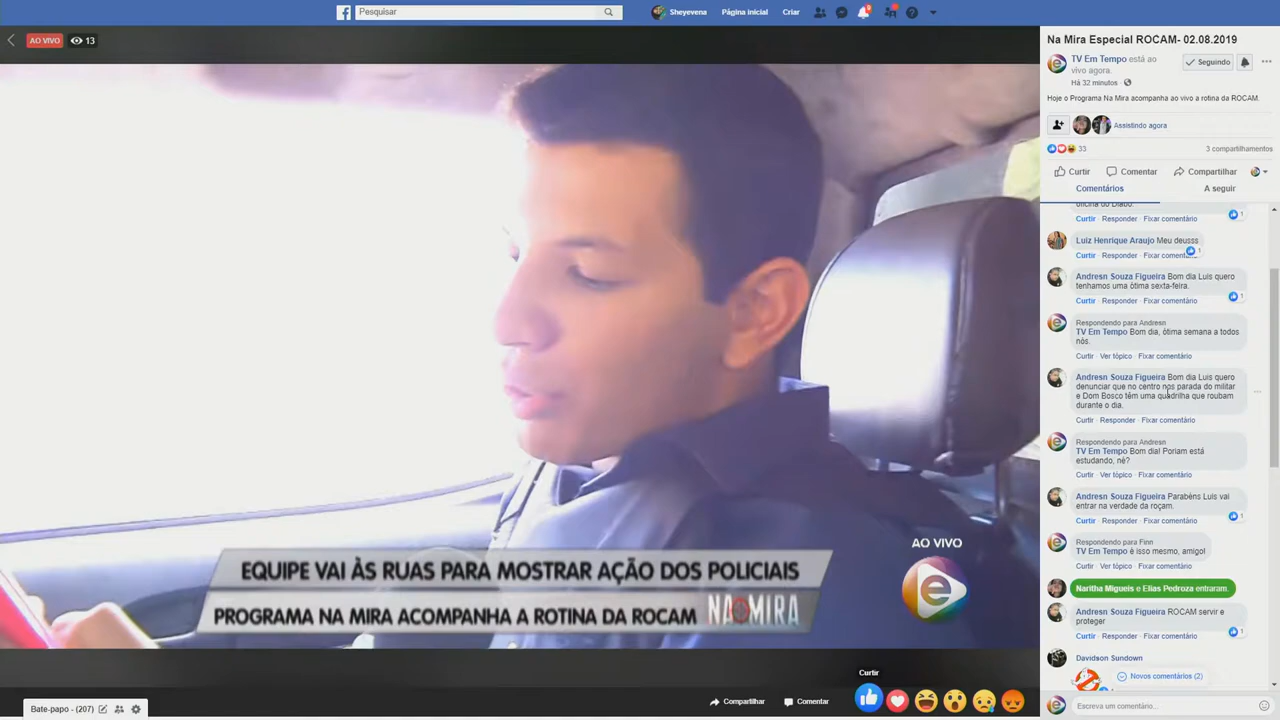 Pesquisar
Sheyevena
Página inicial
Criar
9
AO VIVO
13
Na Mira Especial ROCAM- 02.08.2019
TV Em Tempo está ao
vivo agora.
Há 32 minutos ·
Seguindo
Hoje o Programa Na Mira acompanha ao vivo a rotina da ROCAM.
Assistindo agora
33
3 compartilhamentos
Curtir
Comentar
Compartilhar
Comentários
A seguir
oficina do Diabo.
Curtir · Responder · Fixar comentário
1
Luiz Henrique Araujo Meu deusss
1
Curtir · Responder · Fixar coment...
Andresn Souza Figueira Bom dia Luis quero
tenhamos uma ótima sexta-feira.
Curtir · Responder · Fixar comentário
1
Respondendo para Andresn
TV Em Tempo Bom dia, ótima semana a todos
nós.
Curtir · Ver tópico · Fixar comentário
Andresn Souza Figueira Bom dia Luis quero
denunciar que no centro nos parada do militar
e Dom Bosco têm uma quadrilha que roubam
durante o dia.
Curtir · Responder · Fixar comentário
Respondendo para Andresn
TV Em Tempo Bom dia! Poriam está
estudando, né?
Curtir · Ver tópico · Fixar comentário
Andresn Souza Figueira Parabéns Luis vai
entrar na verdade da roçam.
Curtir · Responder · Fixar comentário
1
Respondendo para Finn
TV Em Tempo é isso mesmo, amigo!
Curtir · Ver tópico · Fixar comentário
Naritha Migueis e Elias Pedroza entraram.
Andresn Souza Figueira ROCAM servir e
proteger
Curtir · Responder · Fixar comentário
1
Davidson Sundown
Novos comentários (2)
Escreva um comentário...
AO VIVO
EQUIPE VAI ÀS RUAS PARA MOSTRAR AÇÃO DOS POLICIAIS
PROGRAMA NA MIRA ACOMPANHA A ROTINA DA ROCAM
NA MIRA
Curtir
Compartilhar
Comentar
Bate-papo - (207)